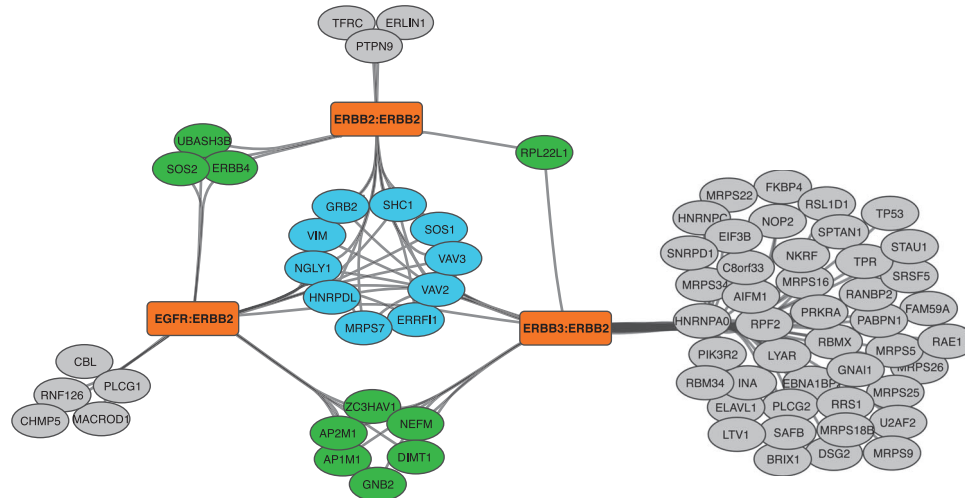 TFRC
ERLIN1
PTPN9
ERBB2:ERBB2
UBASH3B
SOS2
ERBB4
RPL22L1
GRB2
SHC1
VIM
SOS1
NGLY1
VAV3
HNRPDL
VAV2
MRPS7
ERRFI1
EGFR:ERBB2
ERBB3:ERBB2
CBL
PLCG1
RNF126
CHMP5
MACROD1
ZC3HAV1
NEFM
AP2M1
AP1M1
DIMT1
GNB2
FKBP4
MRPS22
RSL1D1
HNRNPC
NOP2
TP53
EIF3B
SPTAN1
SNRPD1
NKRF
TPR
STAU1
C8orf33
MRPS16
SRSF5
MRPS34
AIFM1
RANBP2
HNRNPA0
RPF2
PRKRA
PABPN1
FAM59A
PIK3R2
LYAR
RBMX
MRPS5
RAE1
GNAI1
MRPS26
RBM34
INA
MRPS25
ELAVL1
PLCG2
RRS1
LTV1
SAFB
MRPS18B
U2AF2
BRIX1
DSG2
MRPS9